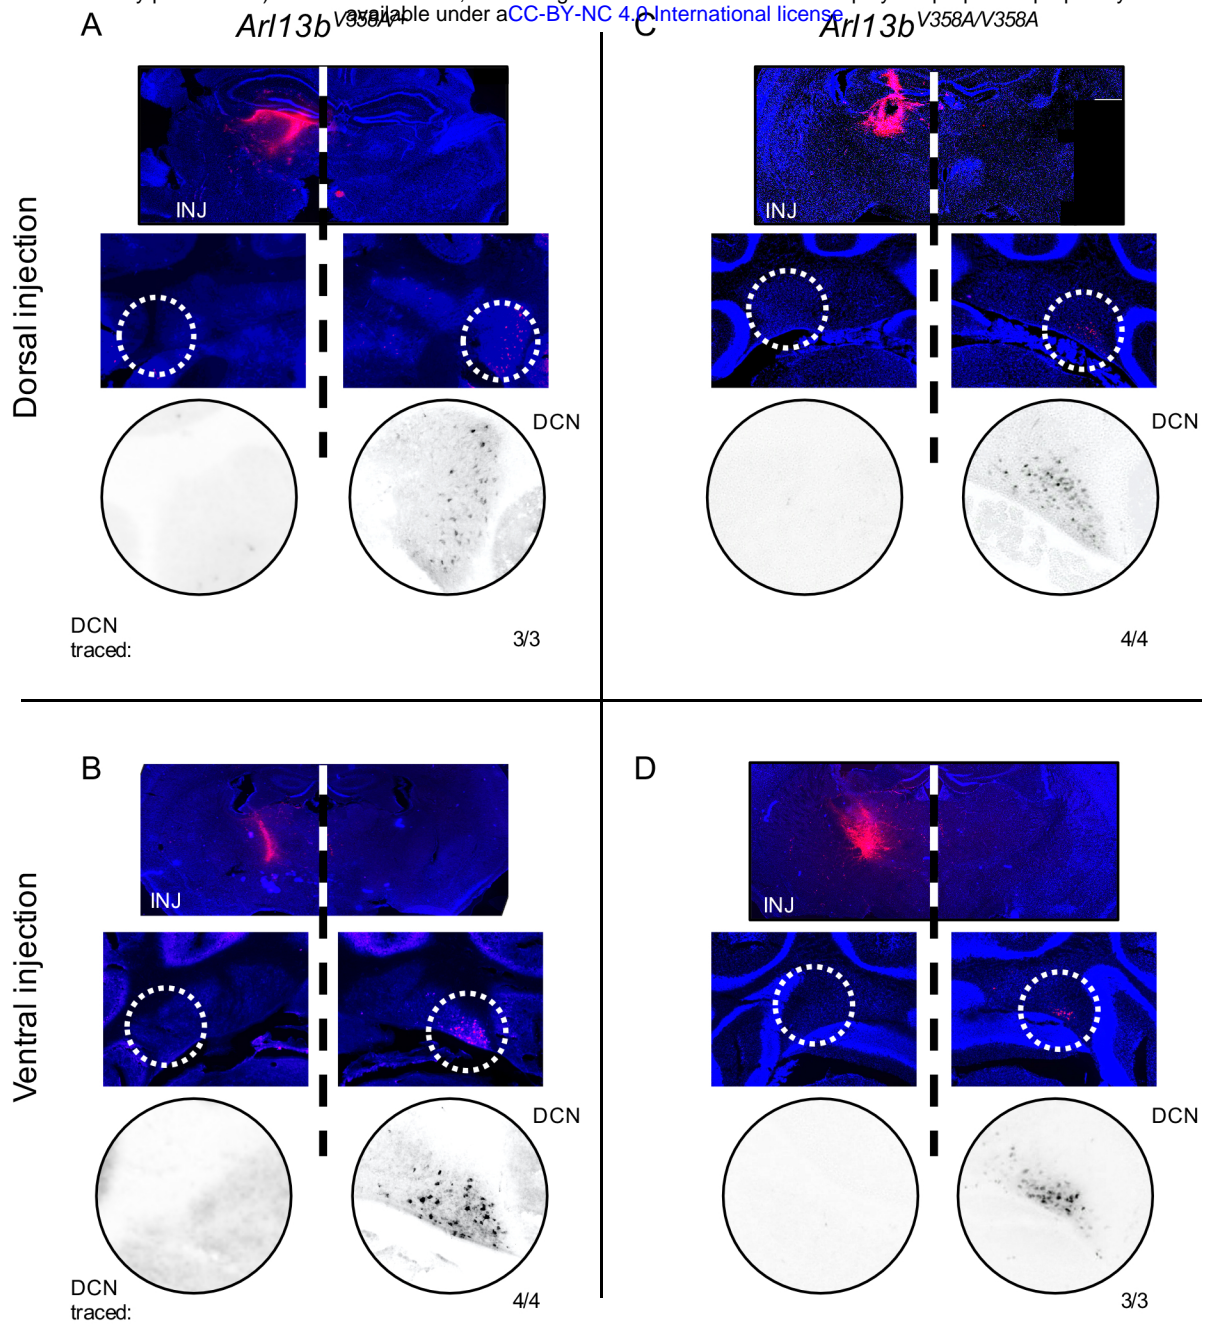 available under aCC-BY-NC 4.0 International license.
A
Arl13b V358A/+
C
Arl13b V358A/V358A
Dorsal injection
INJ
INJ
DCN
DCN
DCN
traced:
3/3
4/4
B
D
Ventral injection
INJ
INJ
DCN
DCN
DCN
traced:
4/4
3/3